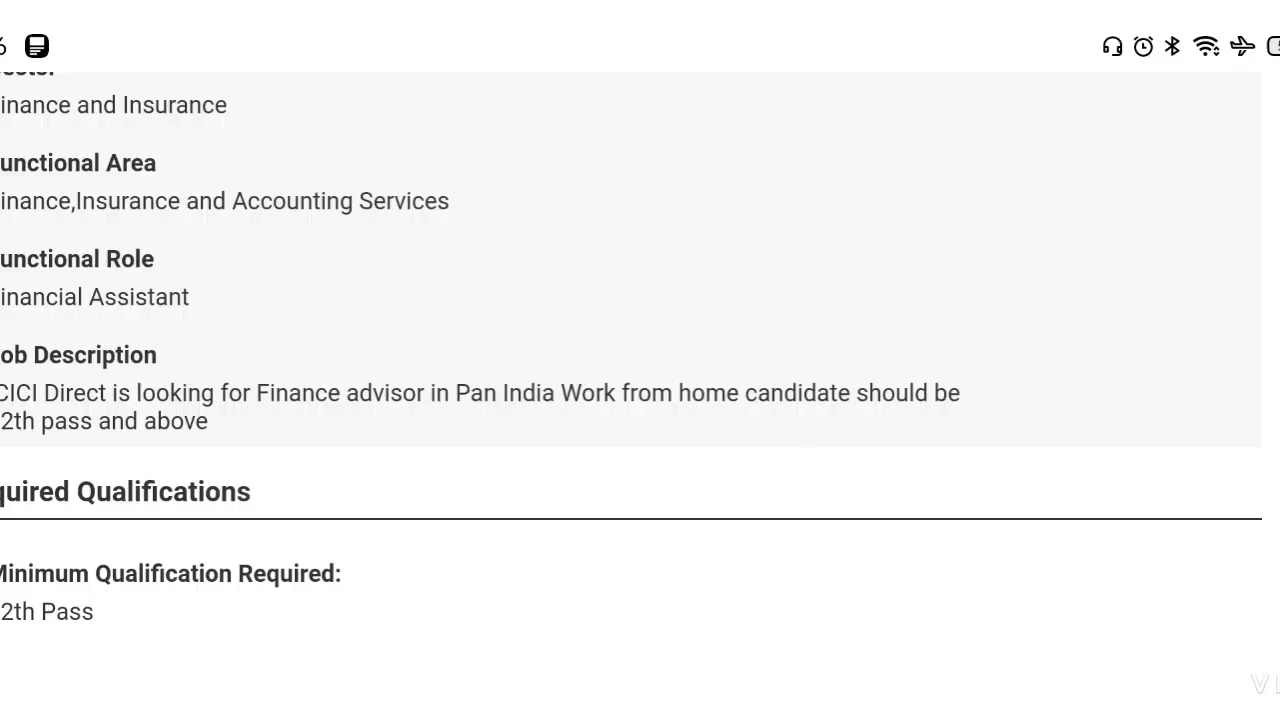 6
inance and Insurance
unctional Area
inance,Insurance and Accounting Services
unctional Role
inancial Assistant
ob Description
CICI Direct is looking for Finance advisor in Pan India Work from home candidate should be
2th pass and above
quired Qualifications
Minimum Qualification Required:
2th Pass
VL